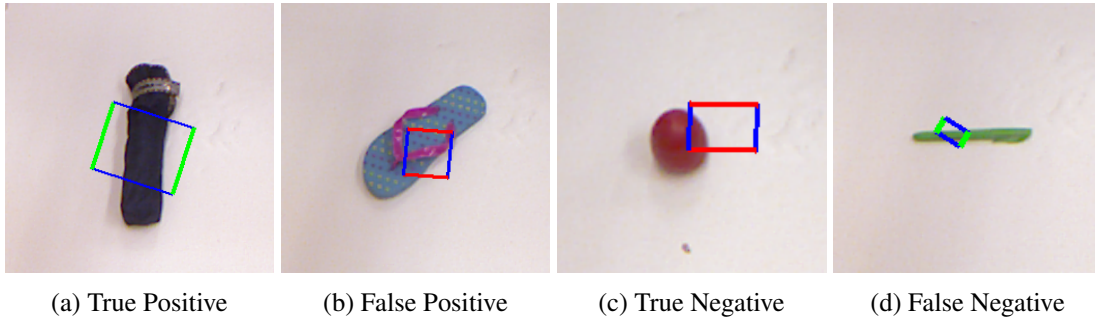 (a) True Positive
(b) False Positive
(c) True Negative
(d) False Negative